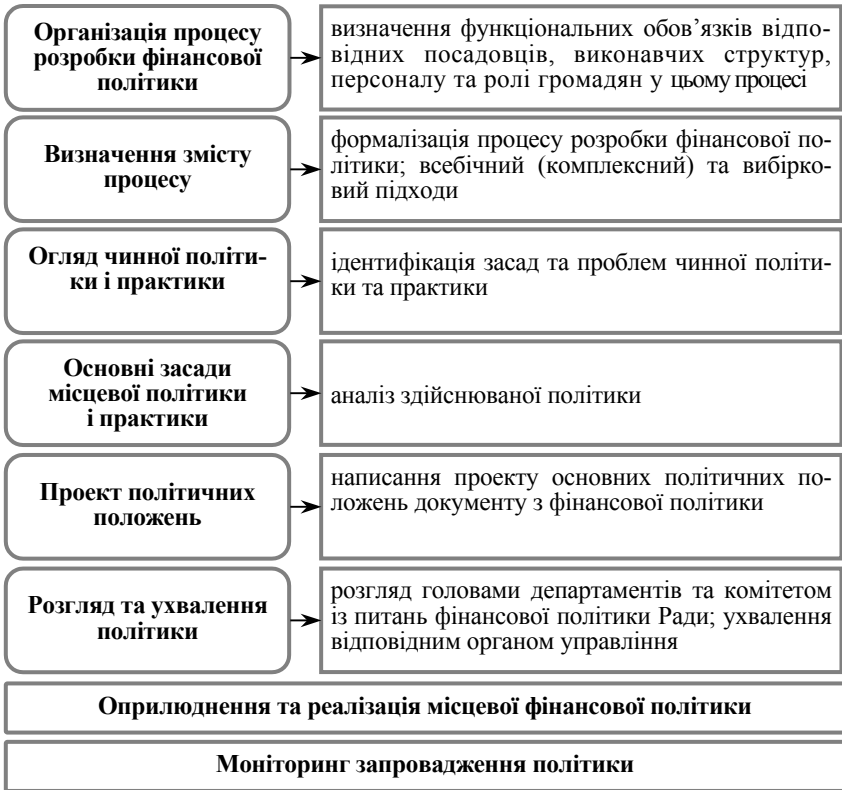 Організація процесу
розробки фінансової
політики
визначення функціональних обов’язків відпо-
відних посадовців, виконавчих структур,
персоналу та ролі громадян у цьому процесі
Визначення змісту
процесу
формалізація процесу розробки фінансової по-
літики; всебічний (комплексний) та вибірко-
вий підходи
Огляд чинної політи-
ки і практики
ідентифікація засад та проблем чинної політи-
ки та практики
Основні засади
місцевої політики
і практики
аналіз здійснюваної політики
Проект політичних
положень
написання проекту основних політичних по-
ложень документу з фінансової політики
Розгляд та ухвалення
політики
розгляд головами департаментів та комітетом
із питань фінансової політики Ради; ухвалення
відповідним органом управління
Оприлюднення та реалізація місцевої фінансової політики
Моніторинг запровадження політики